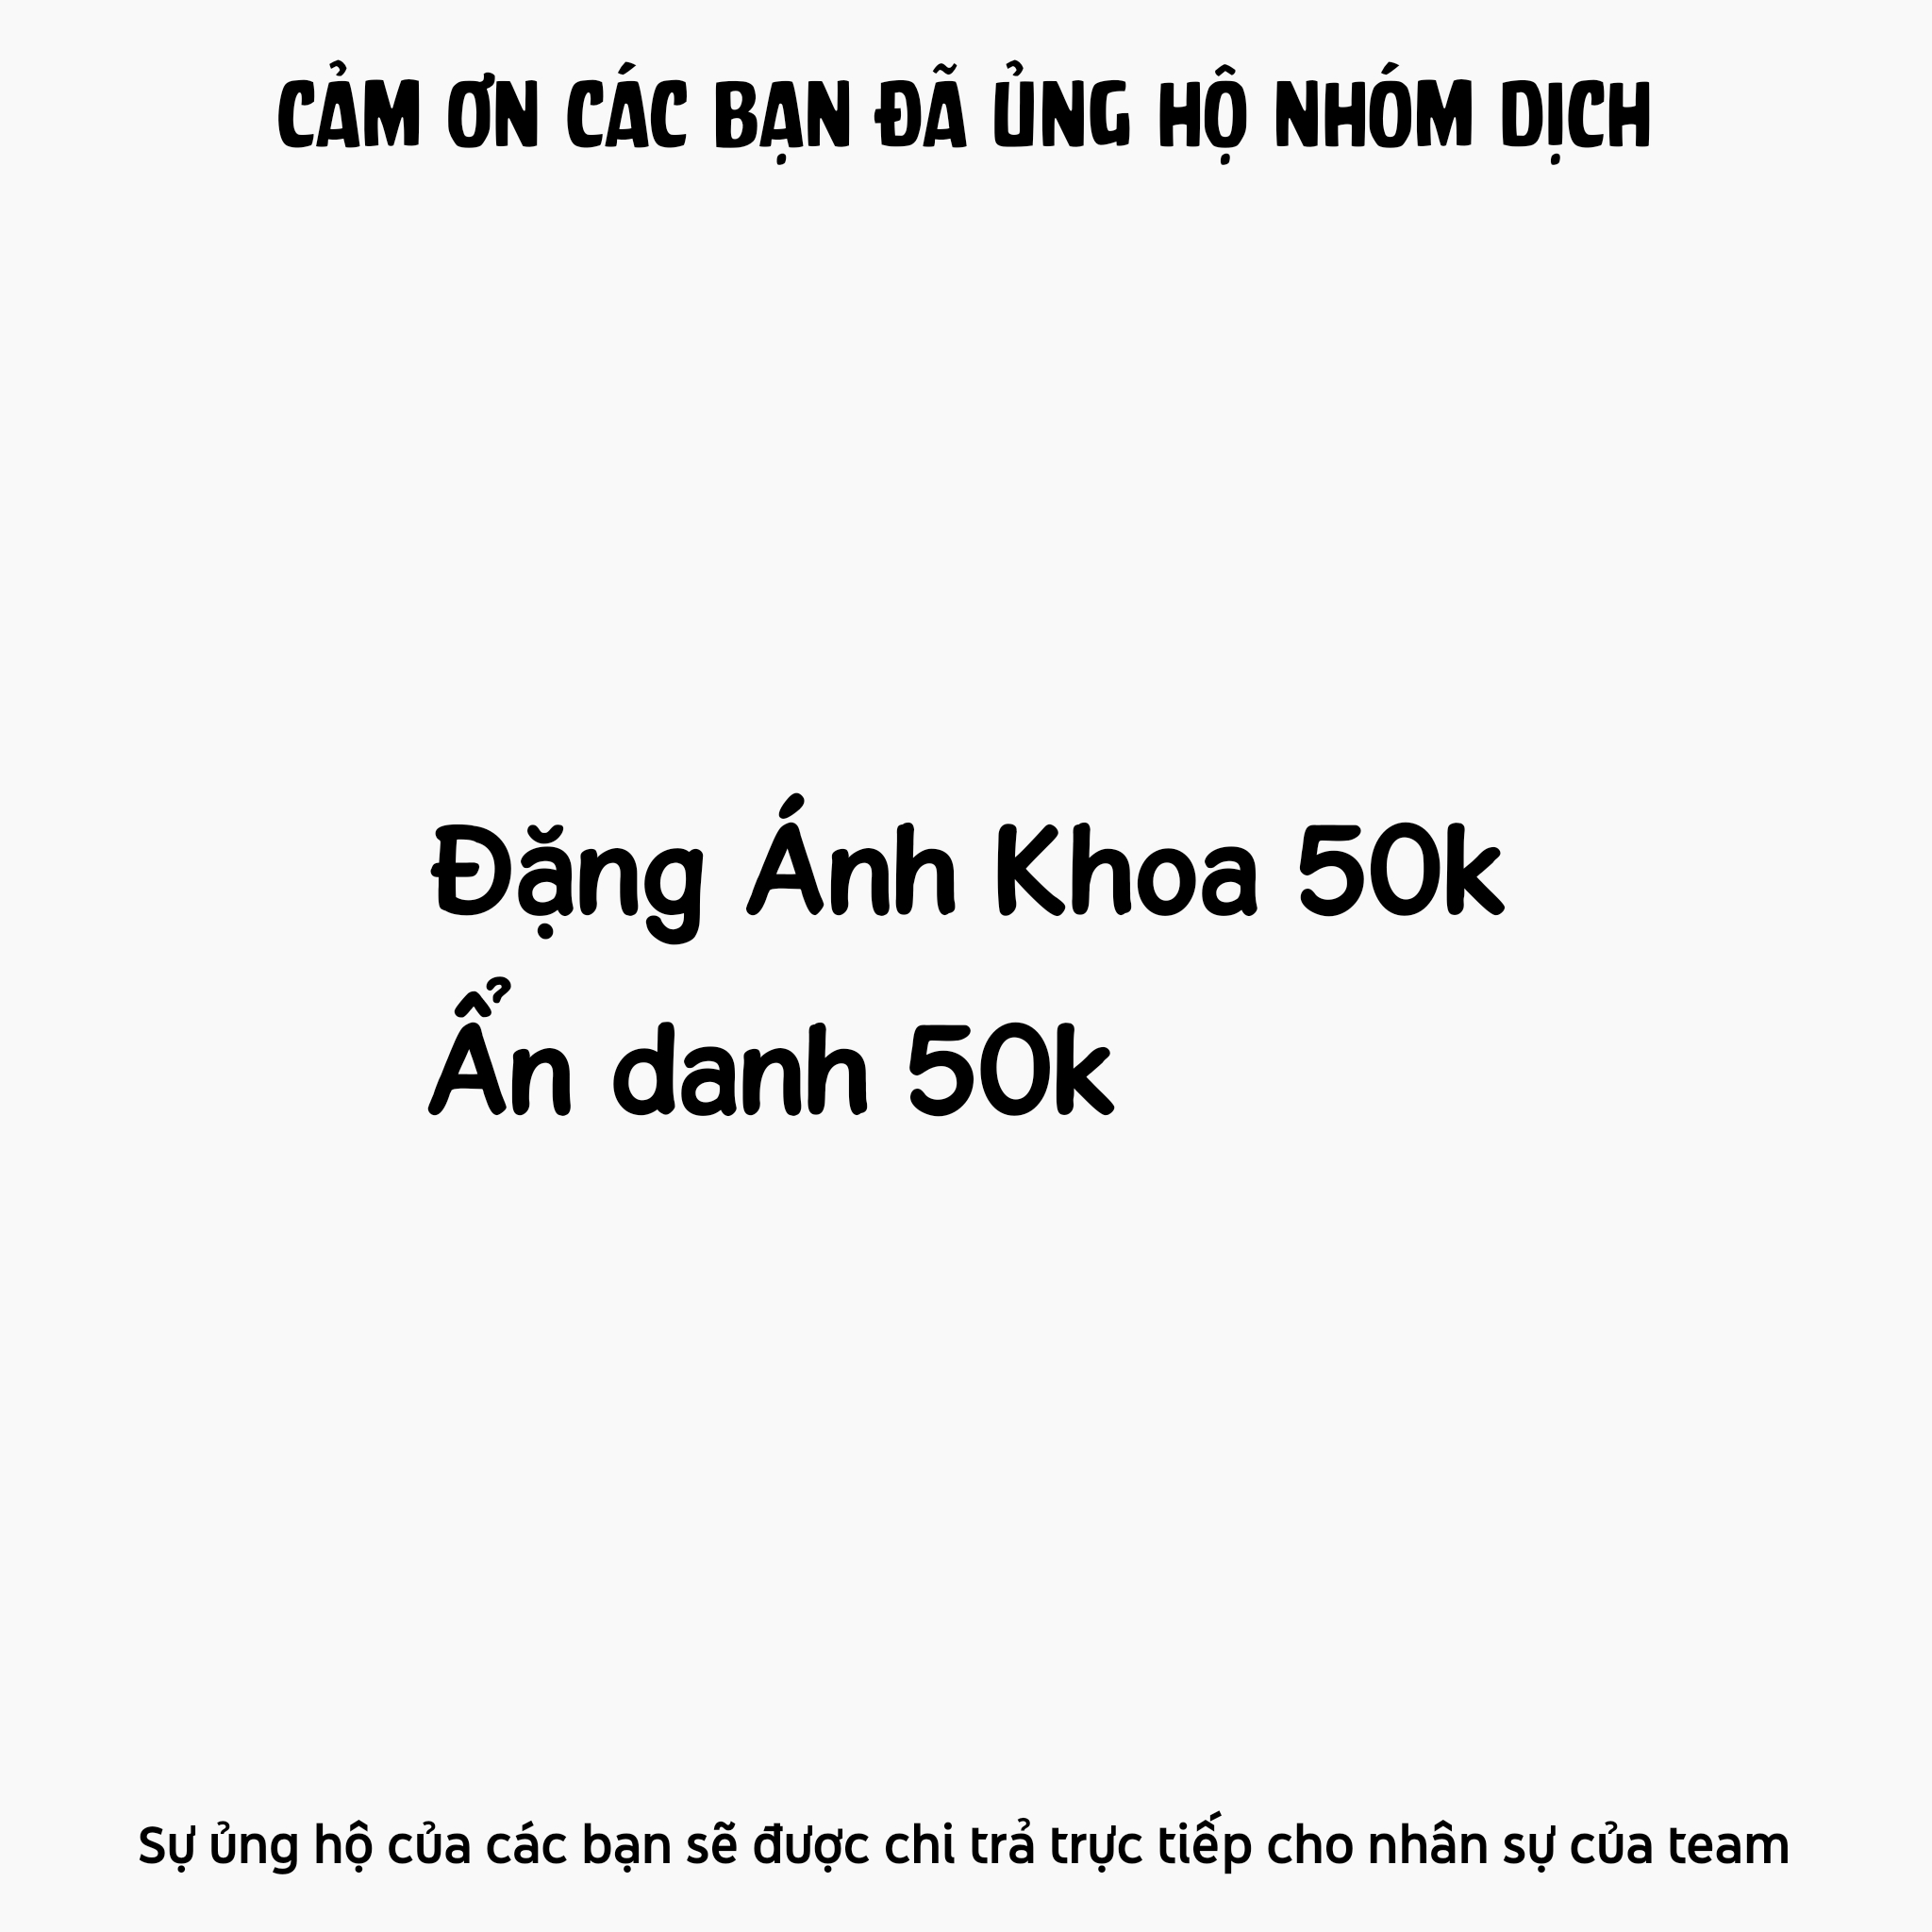 CẢM ƠN CÁC BẠN ĐÃ ỦNG HỘ NHÓM DỊCH
Đặng Ánh Khoa 50k
Ẩn danh 50k
Sự ủng hộ của các bạn sẽ được chi trả trực tiếp cho nhân sự của team